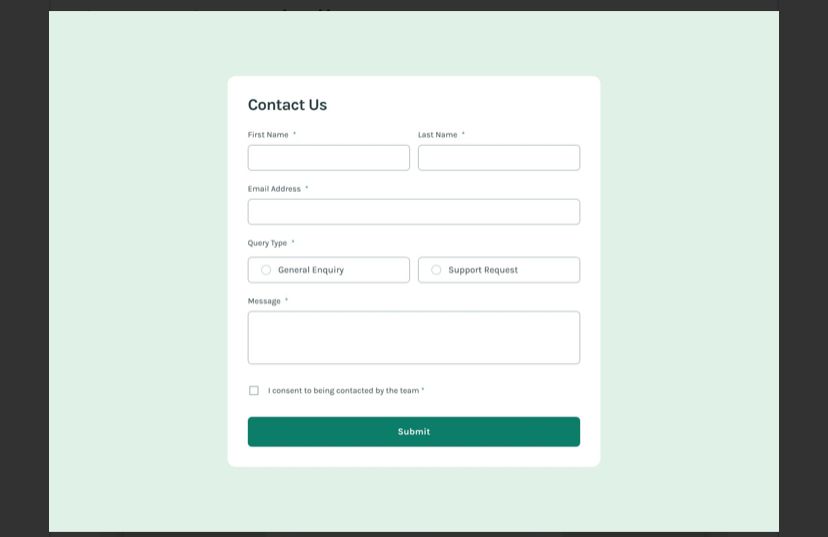 Contact Us
First Name *
Last Name *
Email Address *
Query Type *
General Enquiry
Support Request
Message *
I consent to being contacted by the team *
Submit